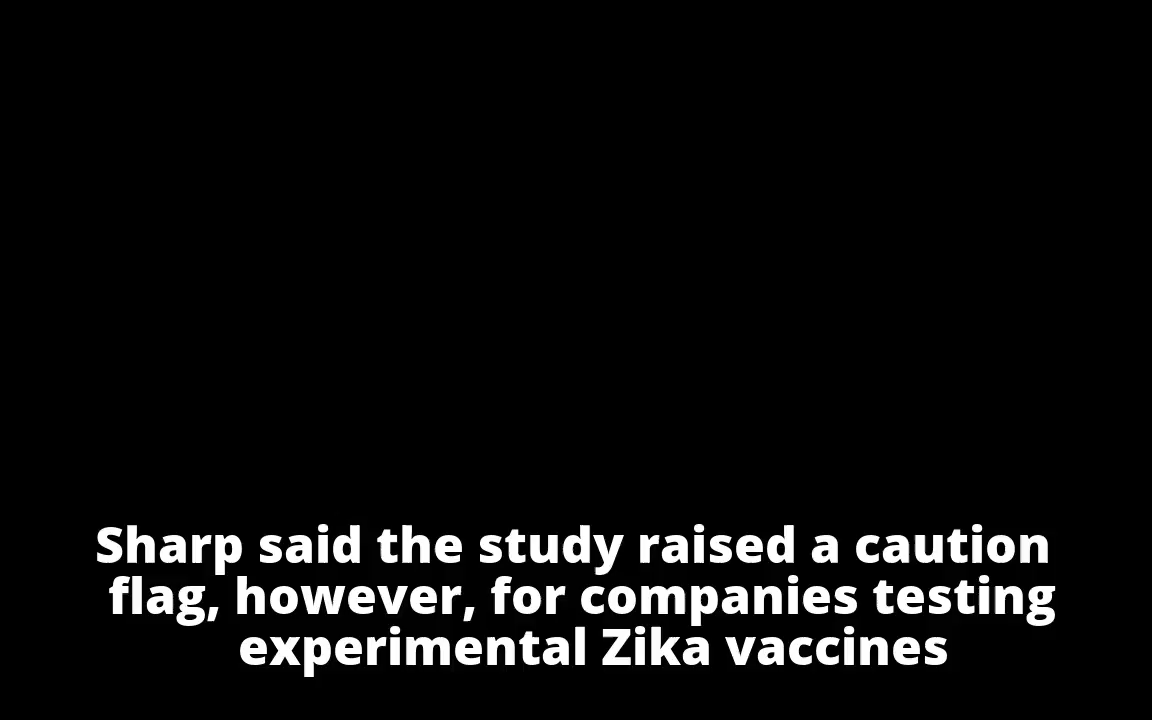 Sharp said the study raised a caution
flag, however, for companies testing
experimental Zika vaccines